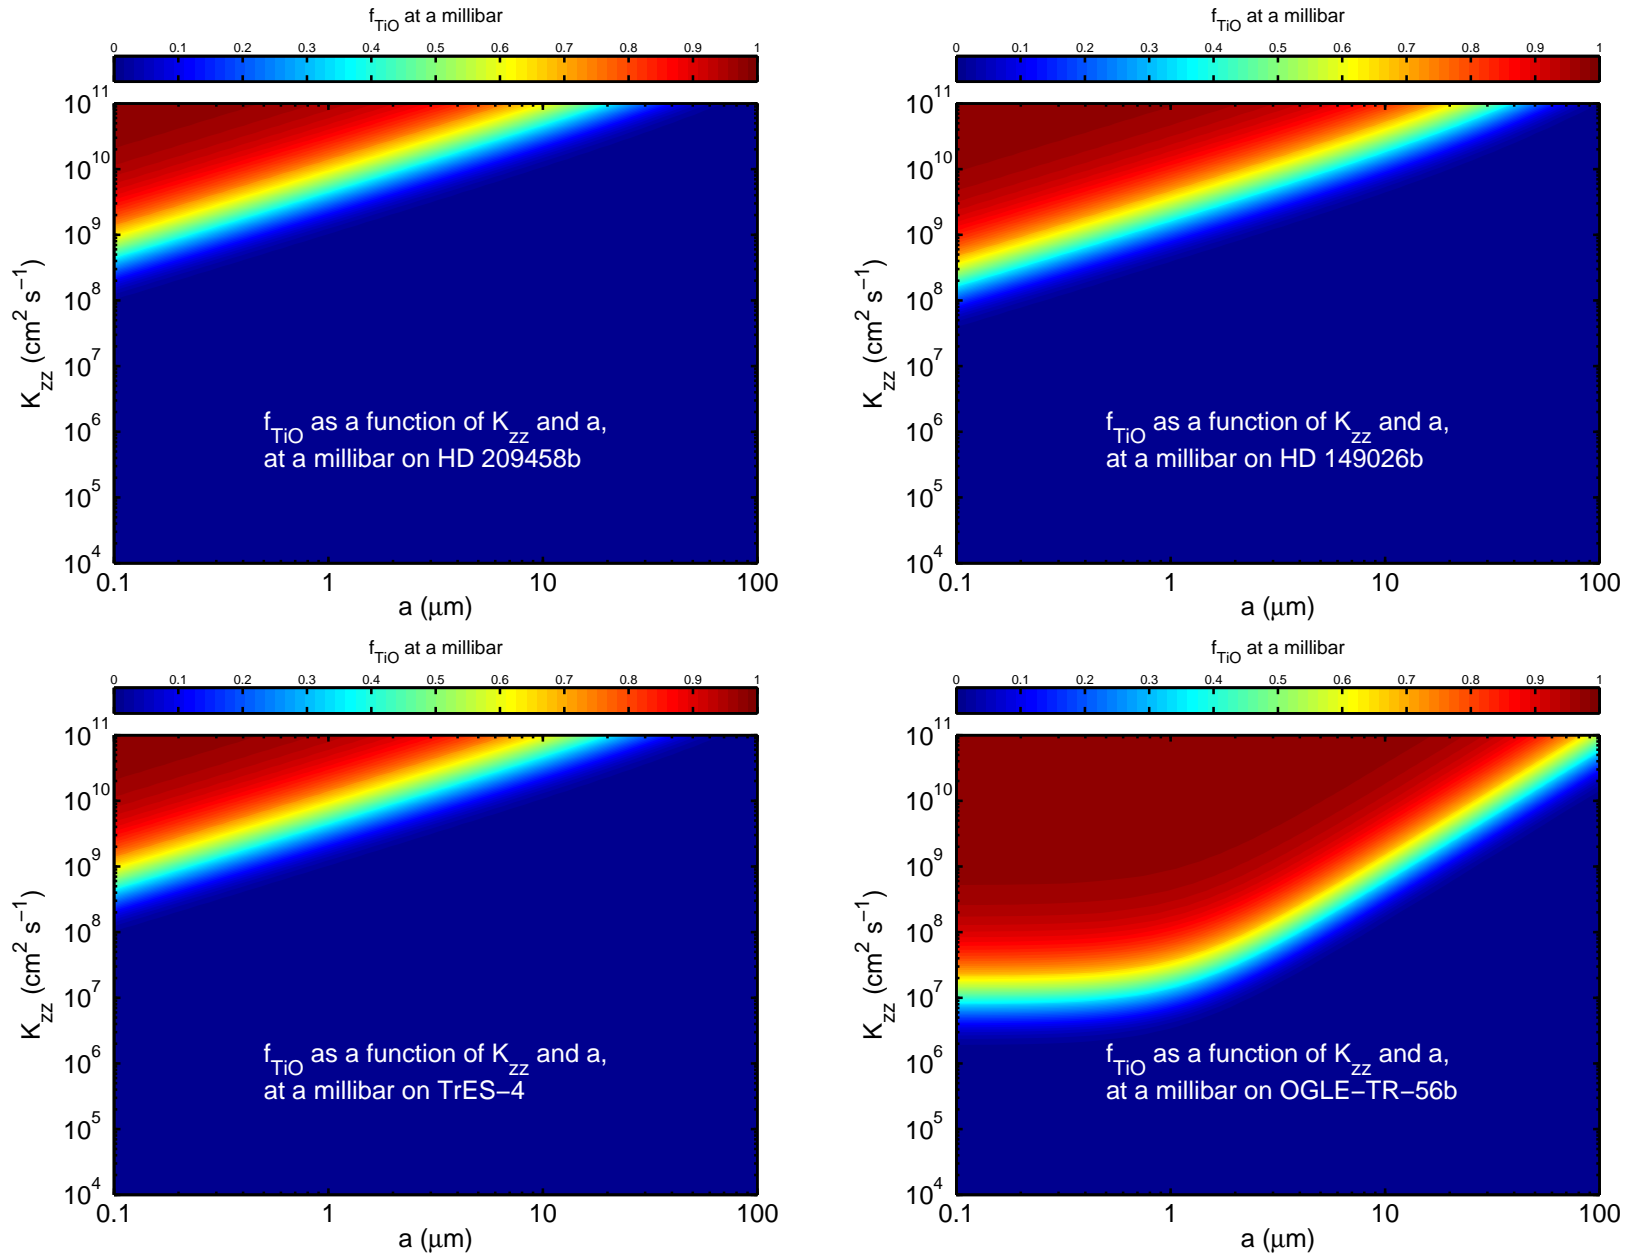 f_TiO at a millibar
0 0.1 0.2 0.3 0.4 0.5 0.6 0.7 0.8 0.9 1
10^11
10^10
10^9
10^8
10^7
10^6
10^5
10^4
K_zz (cm^2 s^−1)
f_TiO as a function of K_zz and a,
at a millibar on HD 209458b
0.1 1 10 100
a (μm)
f_TiO at a millibar
0 0.1 0.2 0.3 0.4 0.5 0.6 0.7 0.8 0.9 1
10^11
10^10
10^9
10^8
10^7
10^6
10^5
10^4
K_zz (cm^2 s^−1)
f_TiO as a function of K_zz and a,
at a millibar on HD 149026b
0.1 1 10 100
a (μm)
f_TiO at a millibar
0 0.1 0.2 0.3 0.4 0.5 0.6 0.7 0.8 0.9 1
10^11
10^10
10^9
10^8
10^7
10^6
10^5
10^4
K_zz (cm^2 s^−1)
f_TiO as a function of K_zz and a,
at a millibar on TrES−4
0.1 1 10 100
a (μm)
f_TiO at a millibar
0 0.1 0.2 0.3 0.4 0.5 0.6 0.7 0.8 0.9 1
10^11
10^10
10^9
10^8
10^7
10^6
10^5
10^4
K_zz (cm^2 s^−1)
f_TiO as a function of K_zz and a,
at a millibar on OGLE−TR−56b
0.1 1 10 100
a (μm)